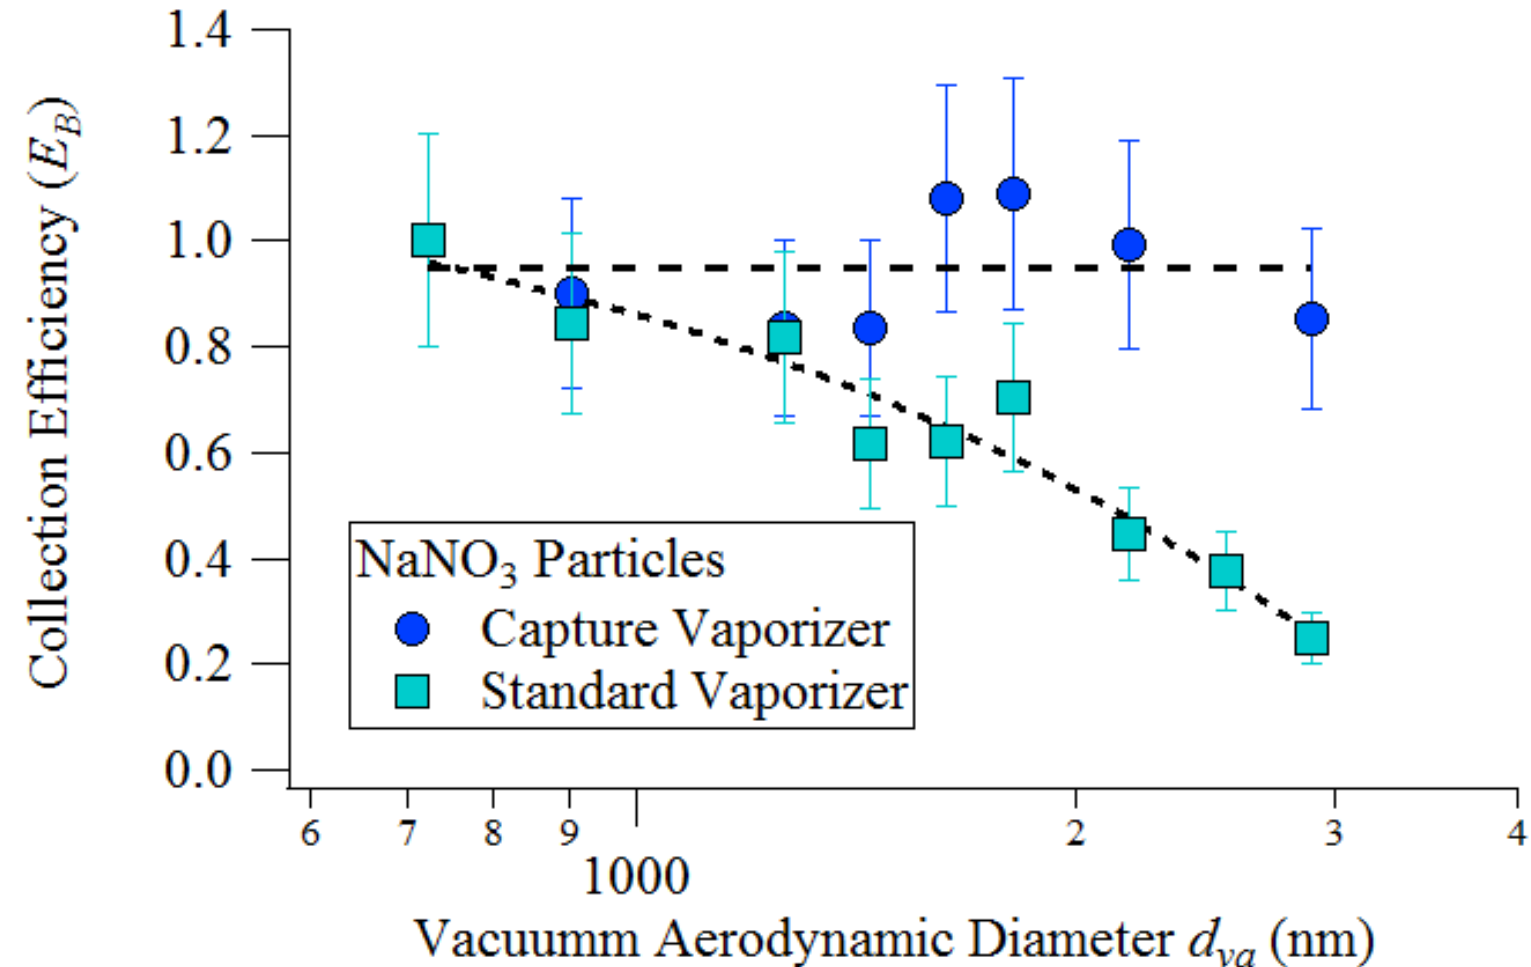 1.4
1.2
1.0
0.8
0.6
0.4
0.2
0.0
Collection Efficiency (E_B)
NaNO₃ Particles
Capture Vaporizer
Standard Vaporizer
6 7 8 9 2 3 4
1000
Vacuumm Aerodynamic Diameter d_va (nm)